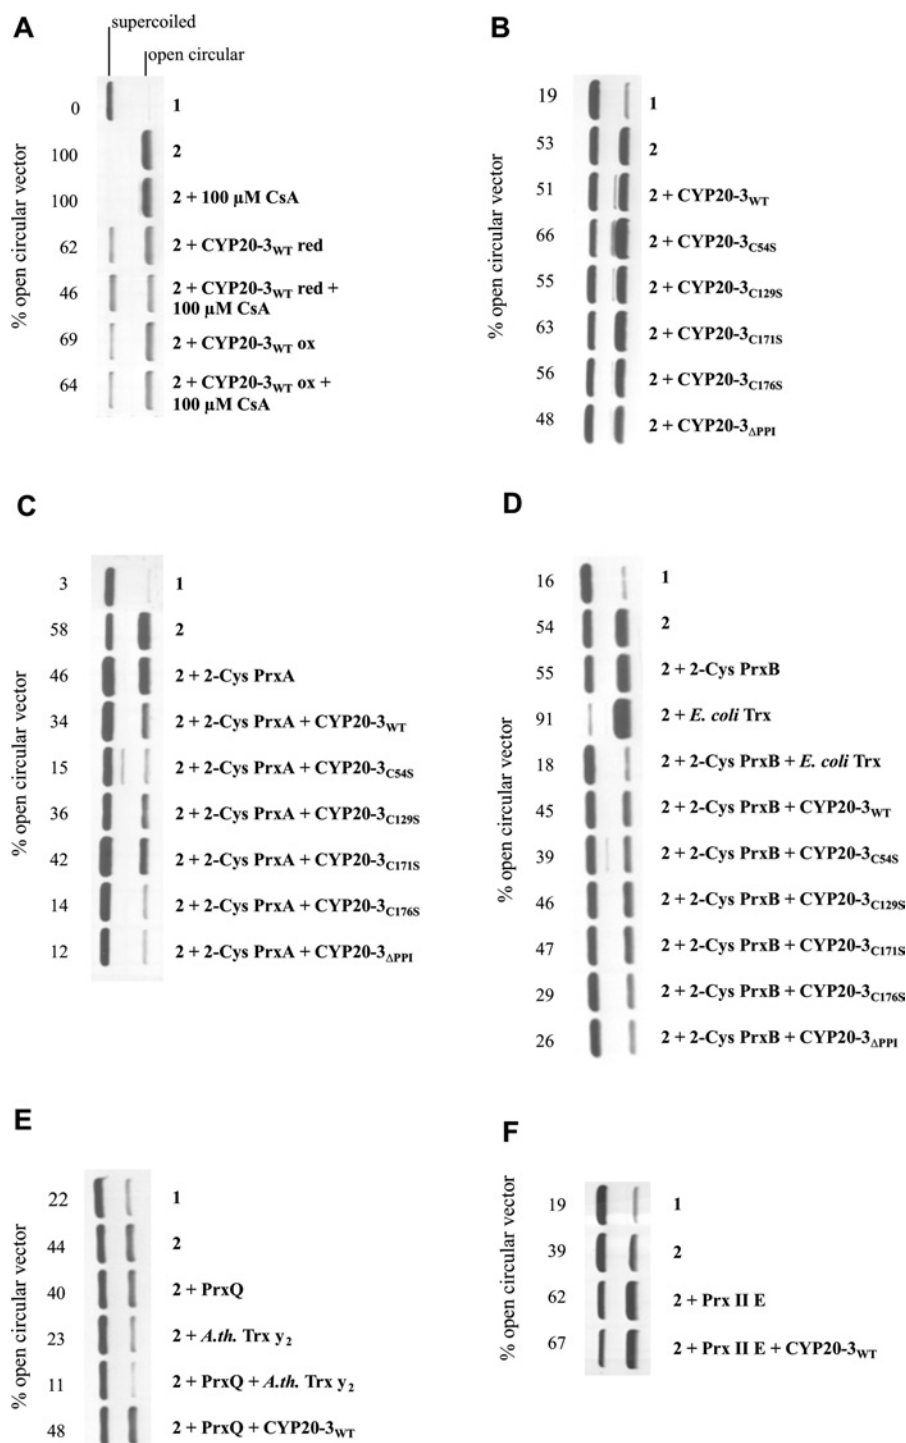 A
supercoiled
open circular
% open circular vector
0 1
100 2
100 2 + 100 µM CsA
62 2 + CYP20-3WT red
46 2 + CYP20-3WT red +
100 µM CsA
69 2 + CYP20-3WT ox
64 2 + CYP20-3WT ox +
100 µM CsA
B
% open circular vector
19 1
53 2
51 2 + CYP20-3WT
66 2 + CYP20-3C54S
55 2 + CYP20-3C129S
63 2 + CYP20-3C171S
56 2 + CYP20-3C176S
48 2 + CYP20-3ΔPPI
C
% open circular vector
3 1
58 2
46 2 + 2-Cys PrxA
34 2 + 2-Cys PrxA + CYP20-3WT
15 2 + 2-Cys PrxA + CYP20-3C54S
36 2 + 2-Cys PrxA + CYP20-3C129S
42 2 + 2-Cys PrxA + CYP20-3C171S
14 2 + 2-Cys PrxA + CYP20-3C176S
12 2 + 2-Cys PrxA + CYP20-3ΔPPI
D
% open circular vector
16 1
54 2
55 2 + 2-Cys PrxB
91 2 + E. coli Trx
18 2 + 2-Cys PrxB + E. coli Trx
45 2 + 2-Cys PrxB + CYP20-3WT
39 2 + 2-Cys PrxB + CYP20-3C54S
46 2 + 2-Cys PrxB + CYP20-3C129S
47 2 + 2-Cys PrxB + CYP20-3C171S
29 2 + 2-Cys PrxB + CYP20-3C176S
26 2 + 2-Cys PrxB + CYP20-3ΔPPI
E
% open circular vector
22 1
44 2
40 2 + PrxQ
23 2 + A.th. Trx y2
11 2 + PrxQ + A.th. Trx y2
48 2 + PrxQ + CYP20-3WT
F
% open circular vector
19 1
39 2
62 2 + Prx II E
67 2 + Prx II E + CYP20-3WT